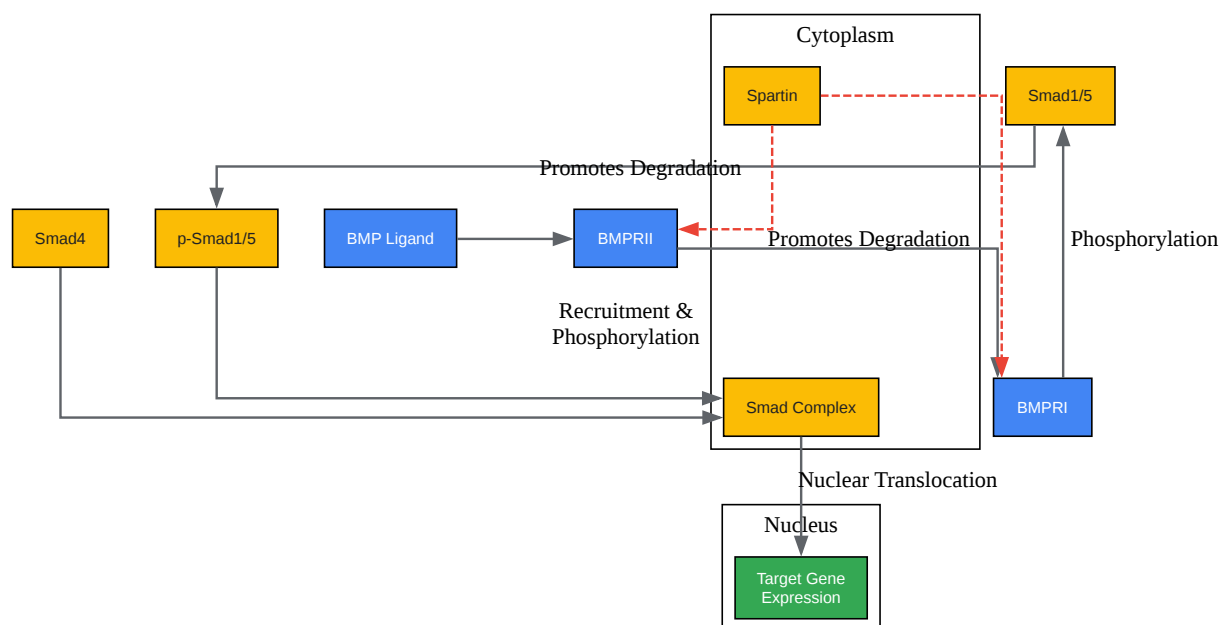 Cytoplasm
Spartin
Smad1/5
Promotes Degradation
Smad4
p-Smad1/5
BMP Ligand
BMPRII
Promotes Degradation
Phosphorylation
Recruitment &
Phosphorylation
Smad Complex
BMPRI
Nuclear Translocation
Nucleus
Target Gene
Expression